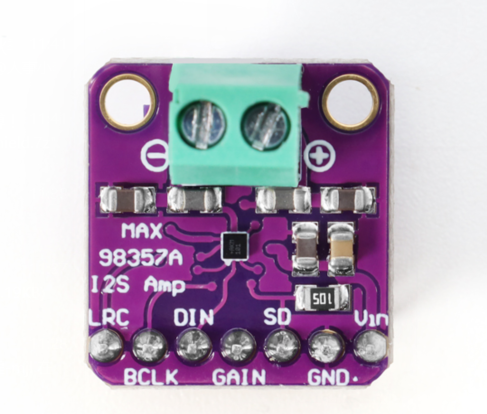 MAX
98357A
I2S Amp
501
LRC DIN SD Vin
BCLK GAIN GND